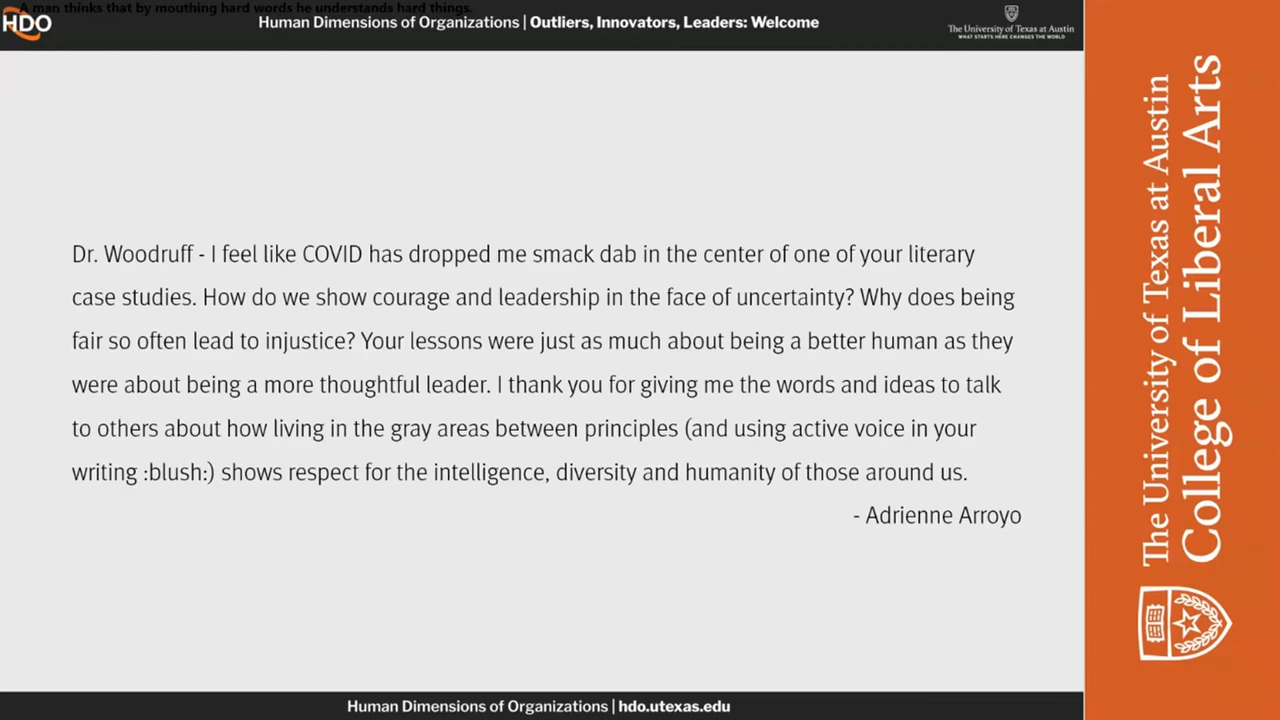 A man thinks that by mouthing hard words he understands hard things.
HDO
Human Dimensions of Organizations | Outliers, Innovators, Leaders: Welcome
The University of Texas at Austin
WHAT STARTS HERE CHANGES THE WORLD
Dr. Woodruff - I feel like COVID has dropped me smack dab in the center of one of your literary
case studies. How do we show courage and leadership in the face of uncertainty? Why does being
fair so often lead to injustice? Your lessons were just as much about being a better human as they
were about being a more thoughtful leader. I thank you for giving me the words and ideas to talk
to others about how living in the gray areas between principles (and using active voice in your
writing :blush:) shows respect for the intelligence, diversity and humanity of those around us.
- Adrienne Arroyo
Human Dimensions of Organizations | hdo.utexas.edu
The University of Texas at Austin
College of Liberal Arts